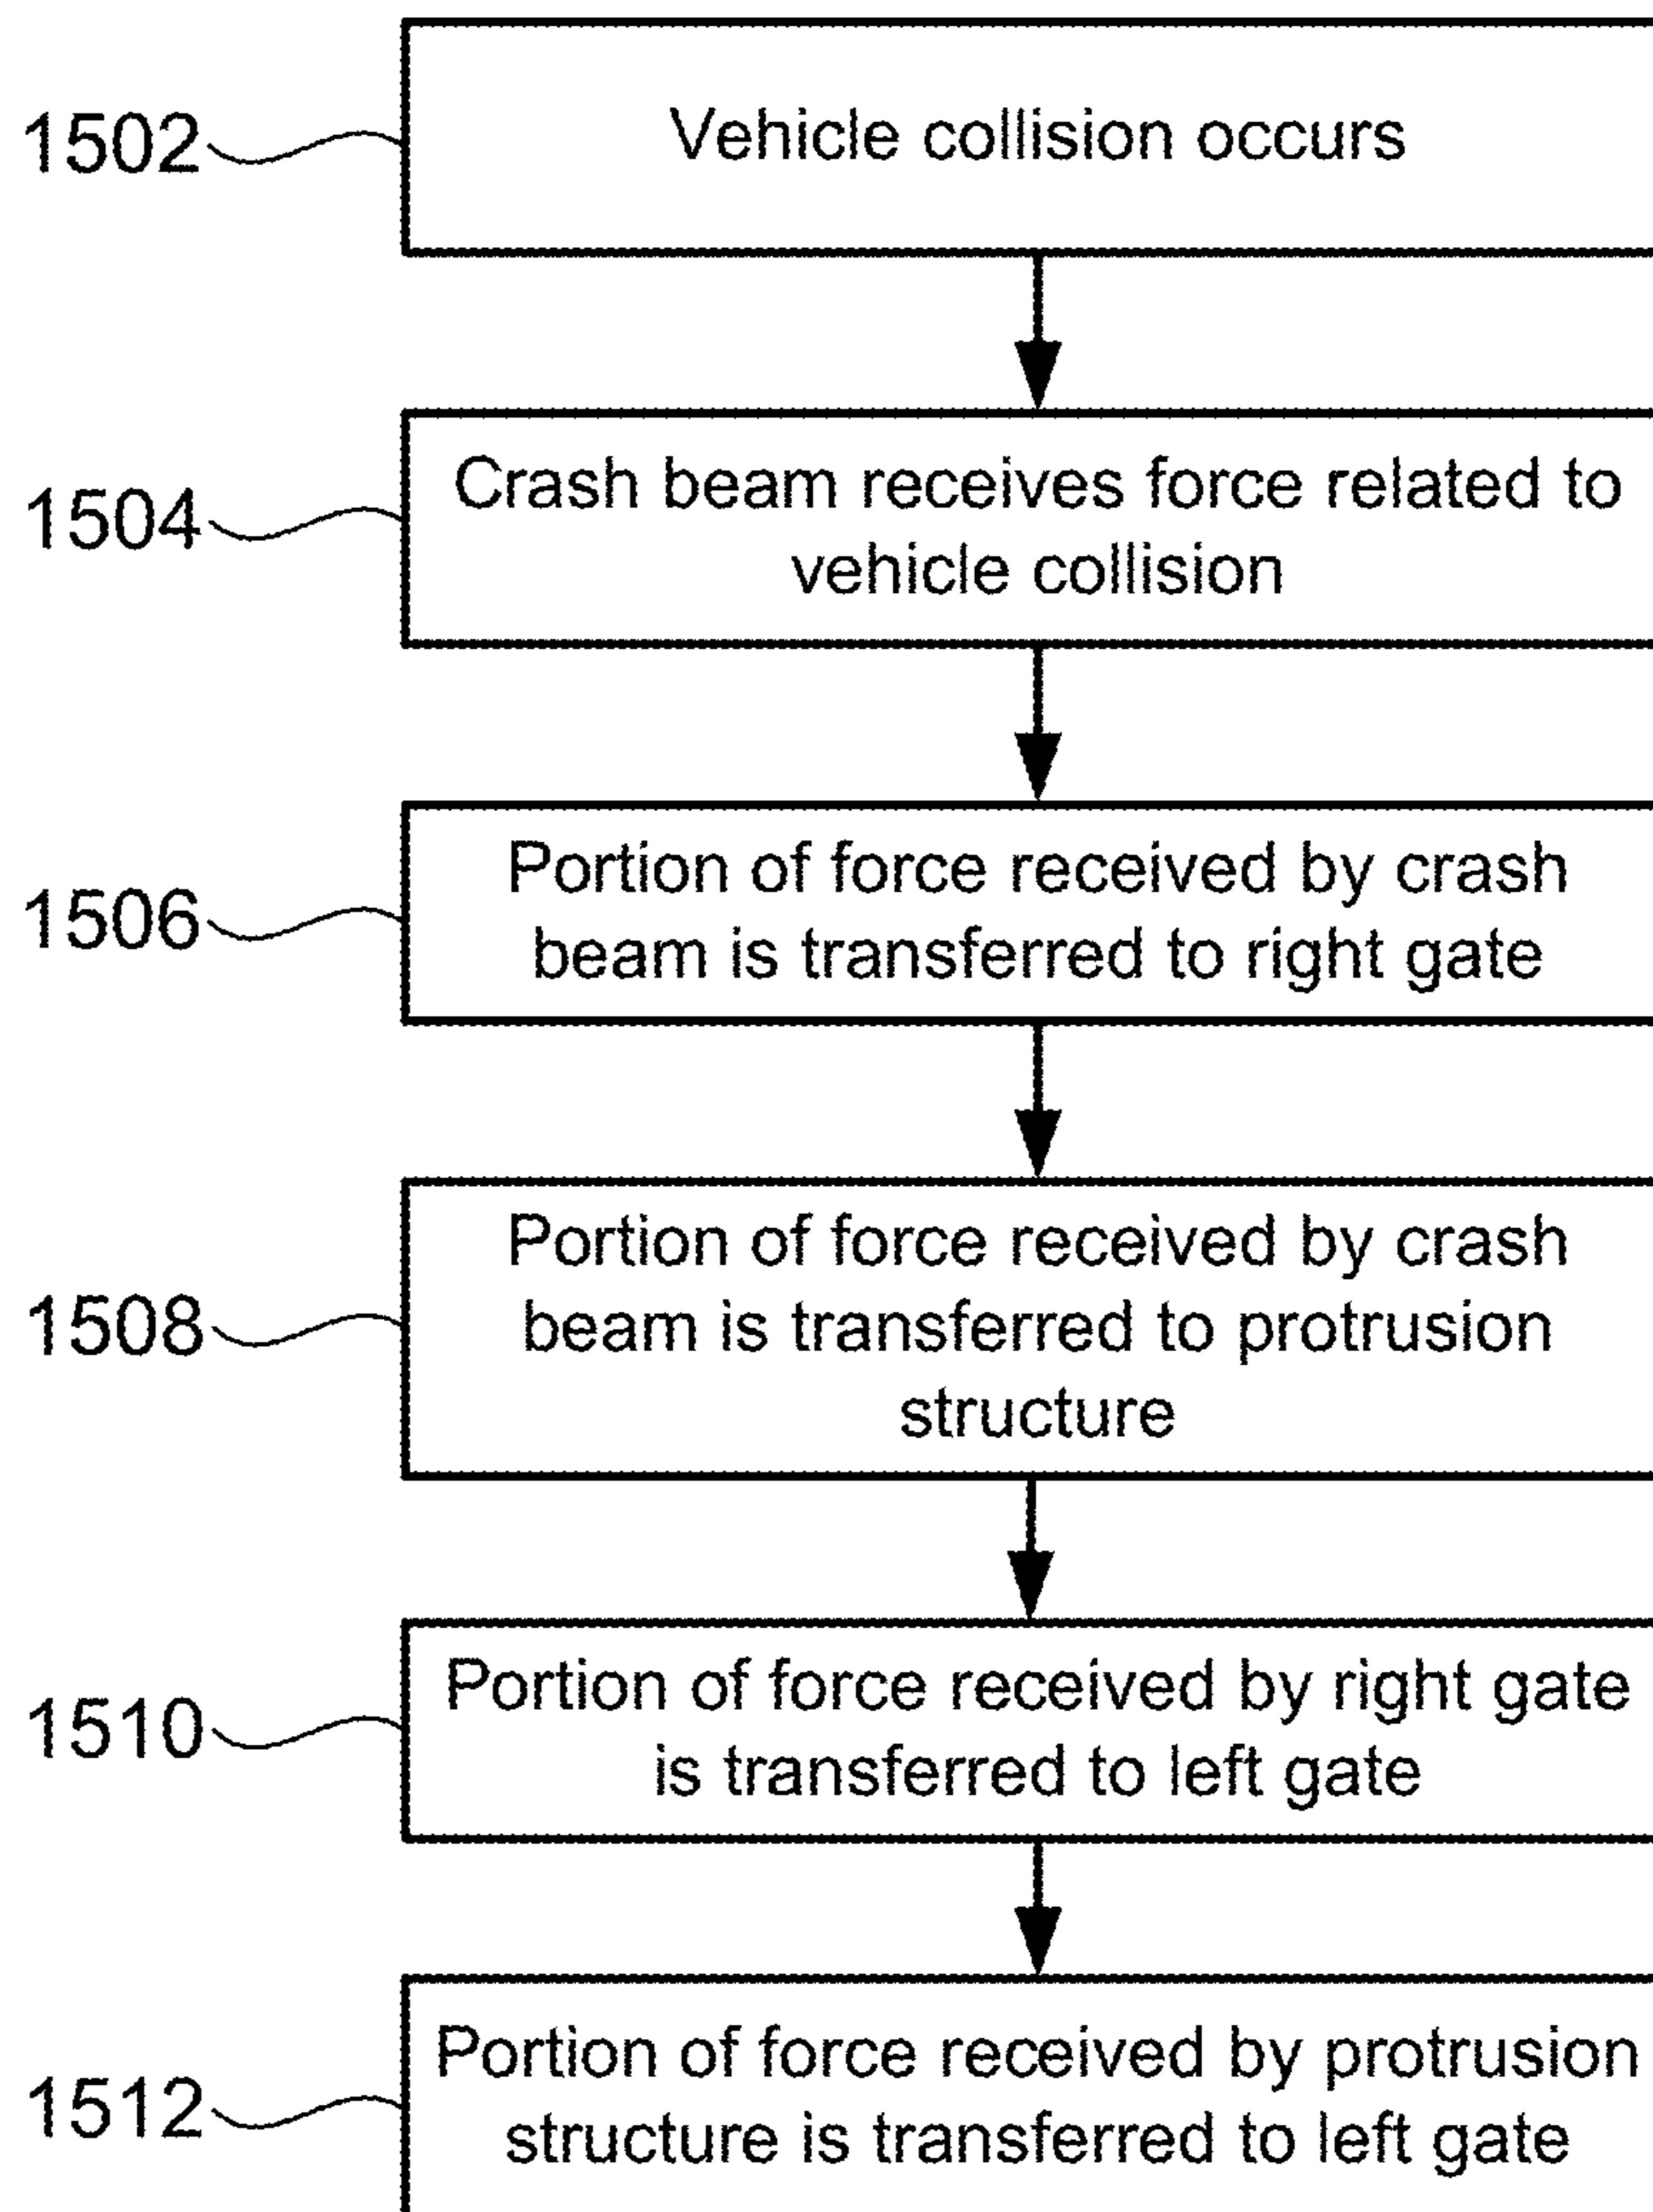 1502
Vehicle collision occurs
1504
Crash beam receives force related to
vehicle collision
1506
Portion of force received by crash
beam is transferred to right gate
1508
Portion of force received by crash
beam is transferred to protrusion
structure
1510
Portion of force received by right gate
is transferred to left gate
1512
Portion of force received by protrusion
structure is transferred to left gate